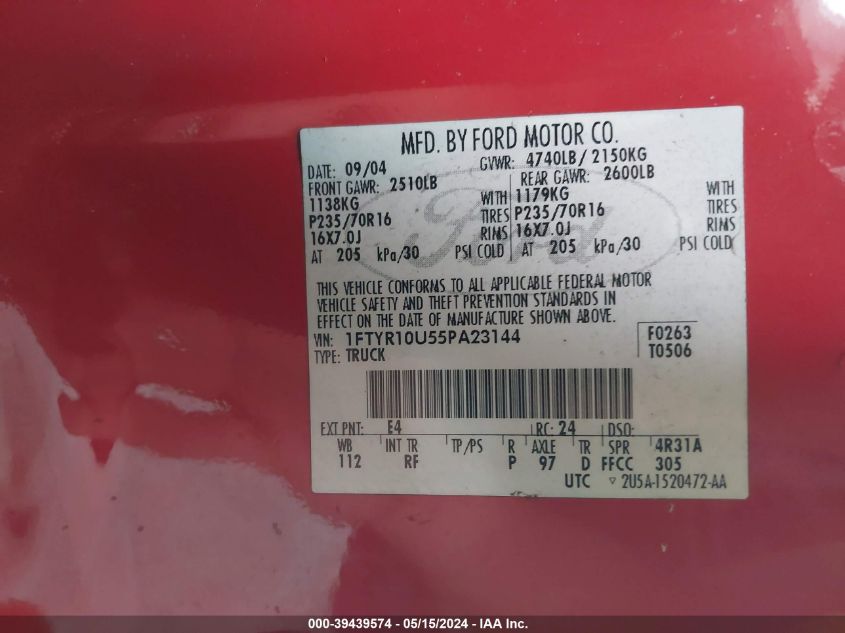 MFD. BY FORD MOTOR CO.
DATE: 09/04 GVWR: 4740LB/ 2150KG
FRONT GAWR: 2510LB REAR GAWR: 2600LB
1138KG WITH 1179KG WITH
P235/70R16 TIRES P235/70R16 TIRES
16X7.0J RIMS 16X7.0J RIMS
AT 205 kPa/30 PSI COLD AT 205 kPa/30 PSI COLD
Ford
THIS VEHICLE CONFORMS TO ALL APPLICABLE FEDERAL MOTOR
VEHICLE SAFETY AND THEFT PREVENTION STANDARDS IN
EFFECT ON THE DATE OF MANUFACTURE SHOWN ABOVE.
VIN: 1FTYR10U55PA23144 F0263
TYPE: TRUCK T0506
EXT PNT: E4 RC: 24 DSO:
WB INT TR TP/PS R AXLE TR SPR 4R31A
112 RF P 97 D FFCC 305
UTC ▿ 2U5A-1520472-AA
000-39439574 - 05/15/2024 - IAA Inc.